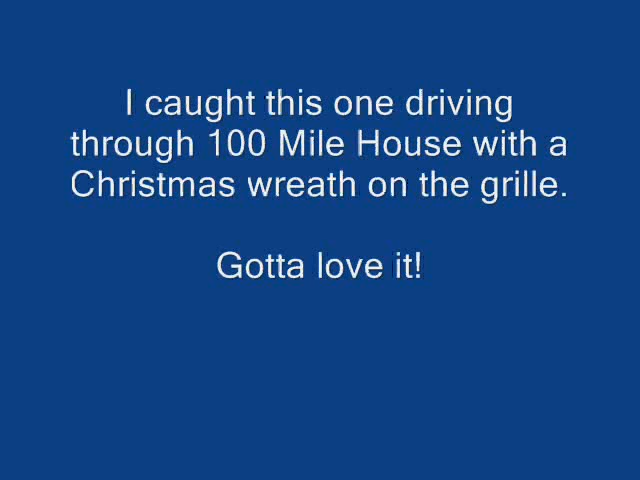 I caught this one driving
through 100 Mile House with a
Christmas wreath on the grille.
Gotta love it!